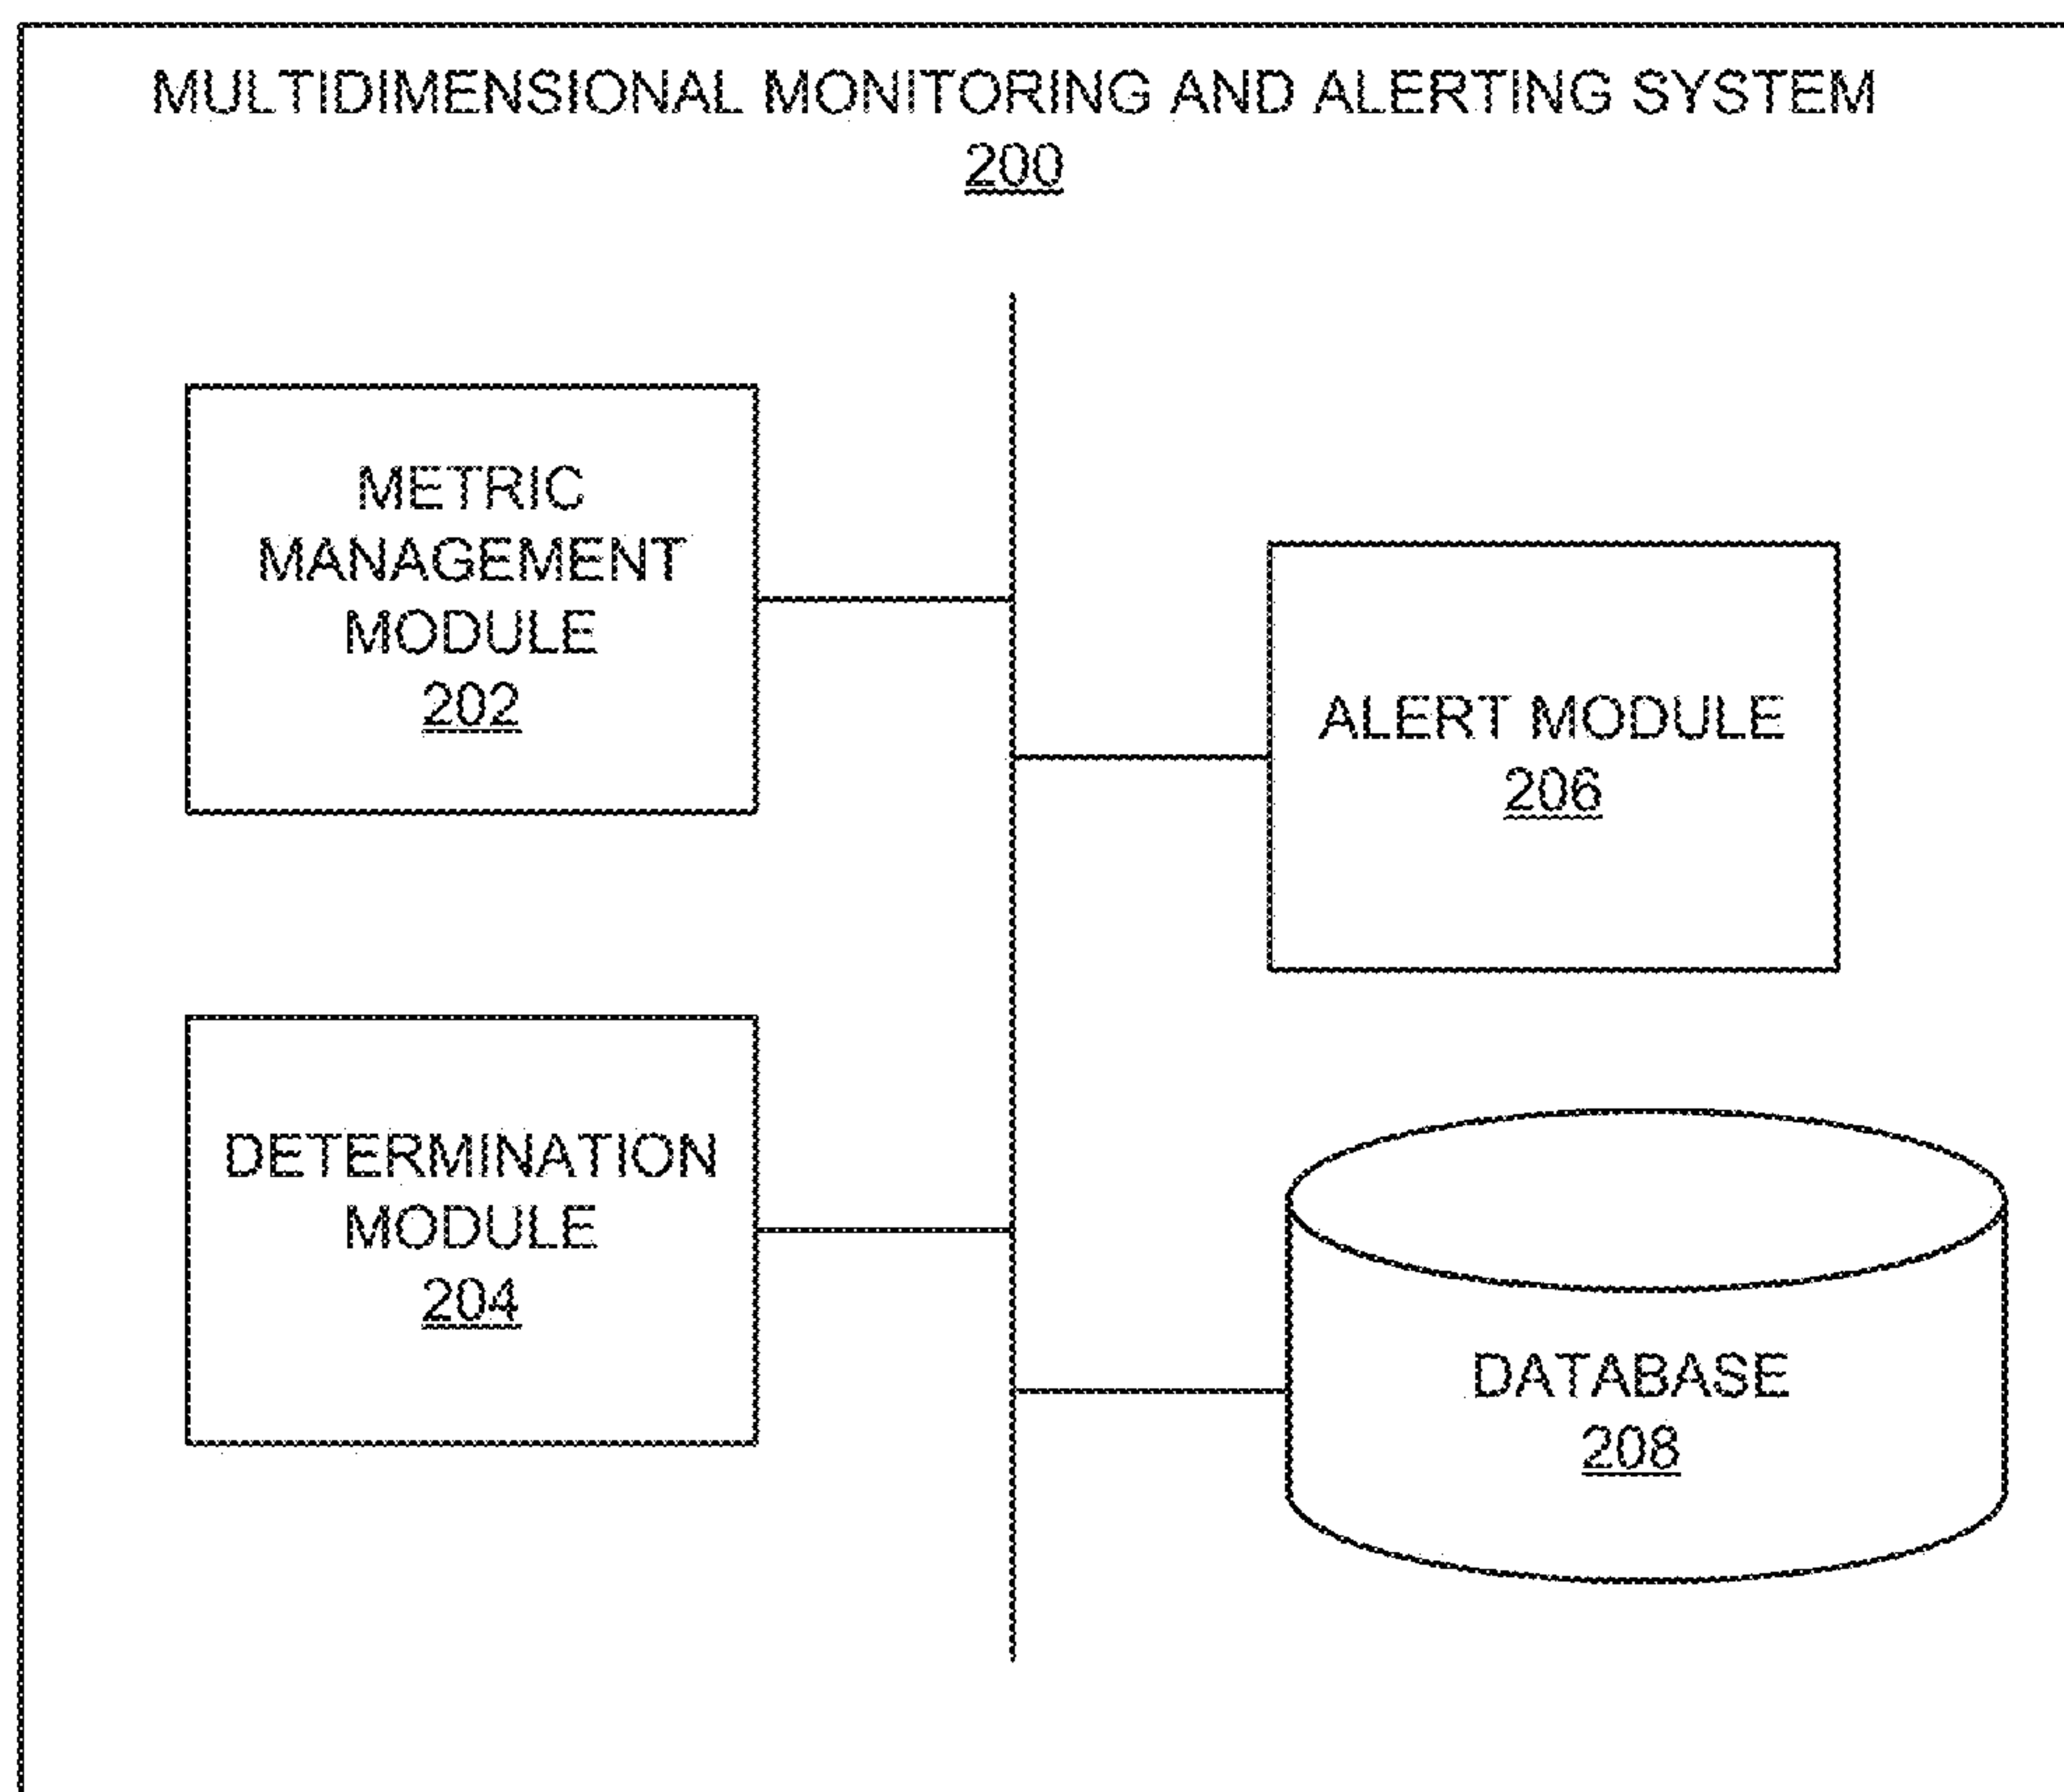 MULTIDIMENSIONAL MONITORING AND ALERTING SYSTEM
200
METRIC
MANAGEMENT
MODULE
202
ALERT MODULE
206
DETERMINATION
MODULE
204
DATABASE
208